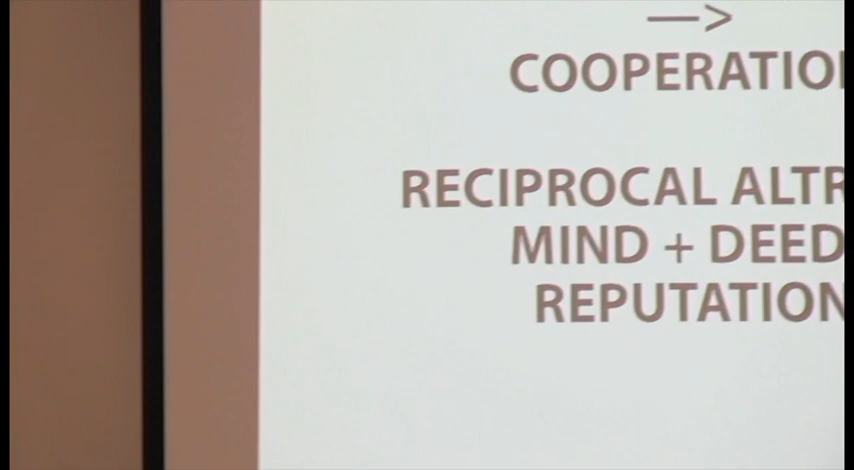 —>
COOPERATIO
RECIPROCAL ALTR
MIND + DEED
REPUTATION